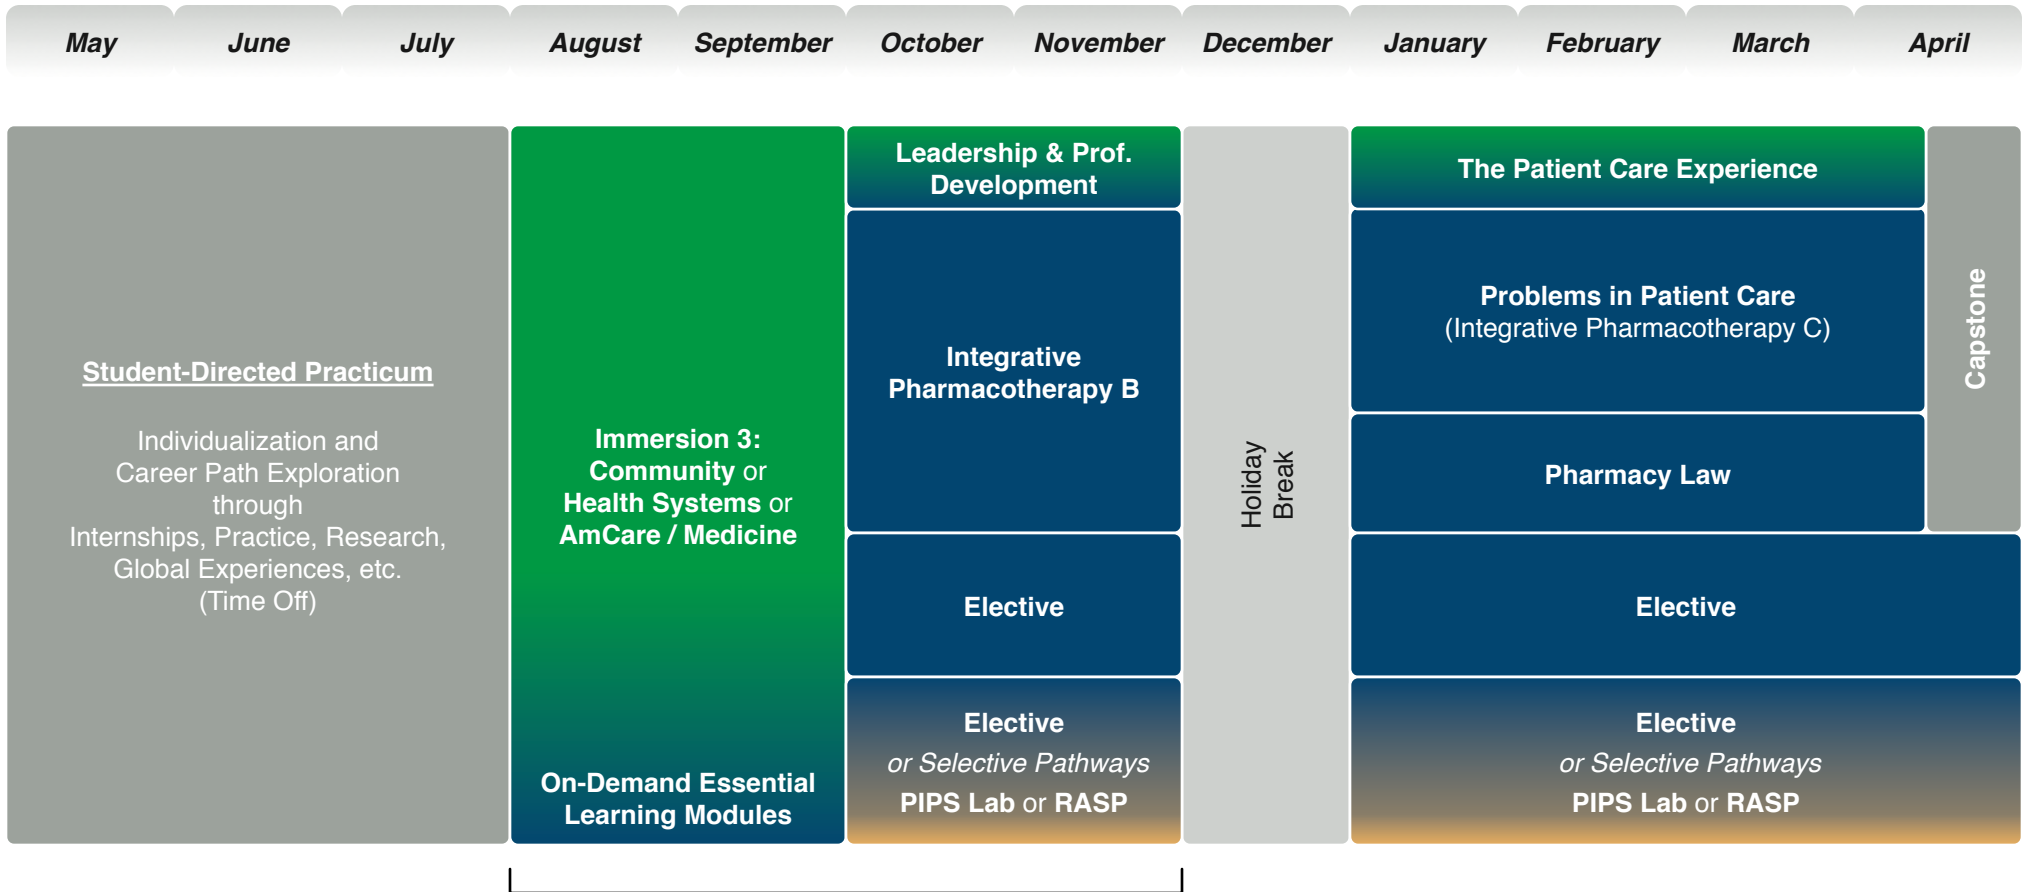 May June July August September October November December January February March April
Student-Directed Practicum
Individualization and
Career Path Exploration
through
Internships, Practice, Research,
Global Experiences, etc.
(Time Off)
Immersion 3:
Community or
Health Systems or
AmCare / Medicine
On-Demand Essential
Learning Modules
Leadership & Prof.
Development
Integrative
Pharmacotherapy B
Elective
Elective
or Selective Pathways
PIPS Lab or RASP
Holiday
Break
The Patient Care Experience
Problems in Patient Care
(Integrative Pharmacotherapy C)
Pharmacy Law
Capstone
Elective
Elective
or Selective Pathways
PIPS Lab or RASP